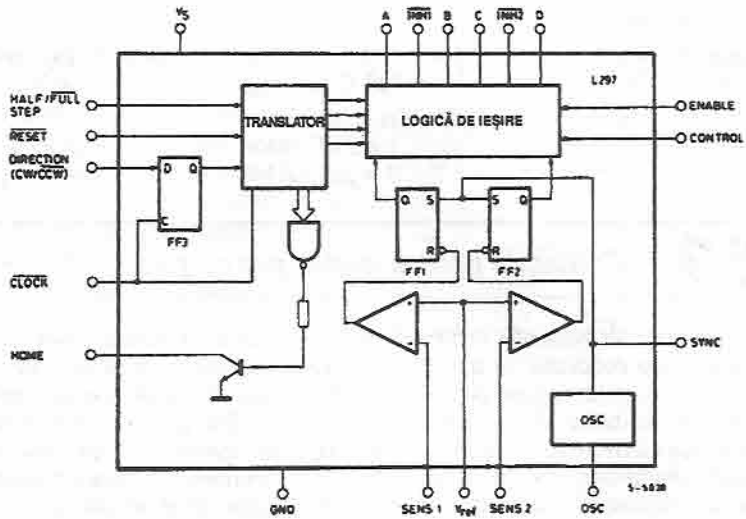 Vs
A
INH1
B
C
INH2
D
L297
HALF/FULL
STEP
RESET
DIRECTION
(CW/CCW)
TRANSLATOR
LOGICĂ DE IEȘIRE
ENABLE
CONTROL
D Q
C
FF3
Q S
R
FF1
S Q
R
FF2
CLOCK
HOME
+
-
+
-
SYNC
OSC
GND
SENS 1
Vref
SENS 2
OSC
S-5038